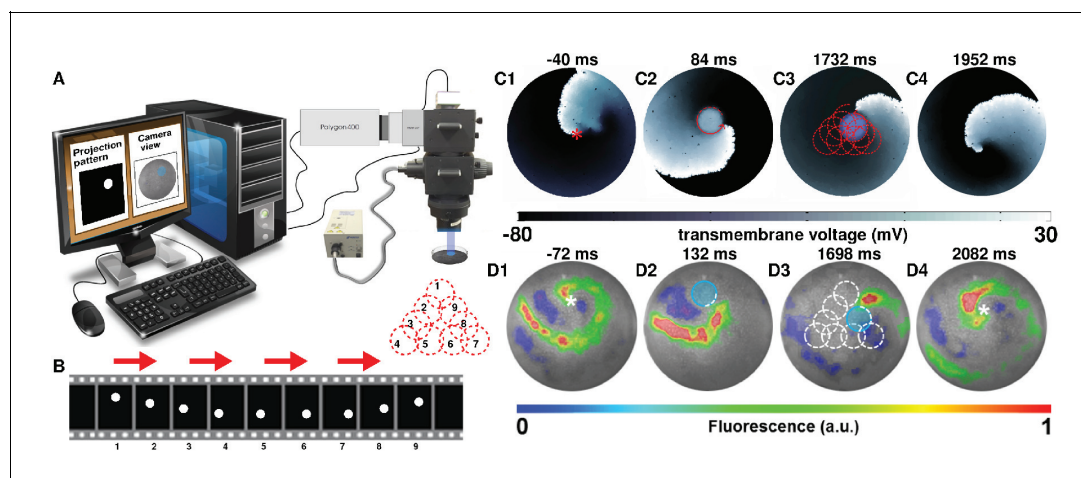 A
Projection
pattern
Camera
view
Polygon400
1
2 9
3 8
4 5 6 7
B
1 2 3 4 5 6 7 8 9
-40 ms 84 ms 1732 ms 1952 ms
C1 C2 C3 C4
*
-80 transmembrane voltage (mV) 30
-72 ms 132 ms 1698 ms 2082 ms
D1 D2 D3 D4
* *
0 Fluorescence (a.u.) 1